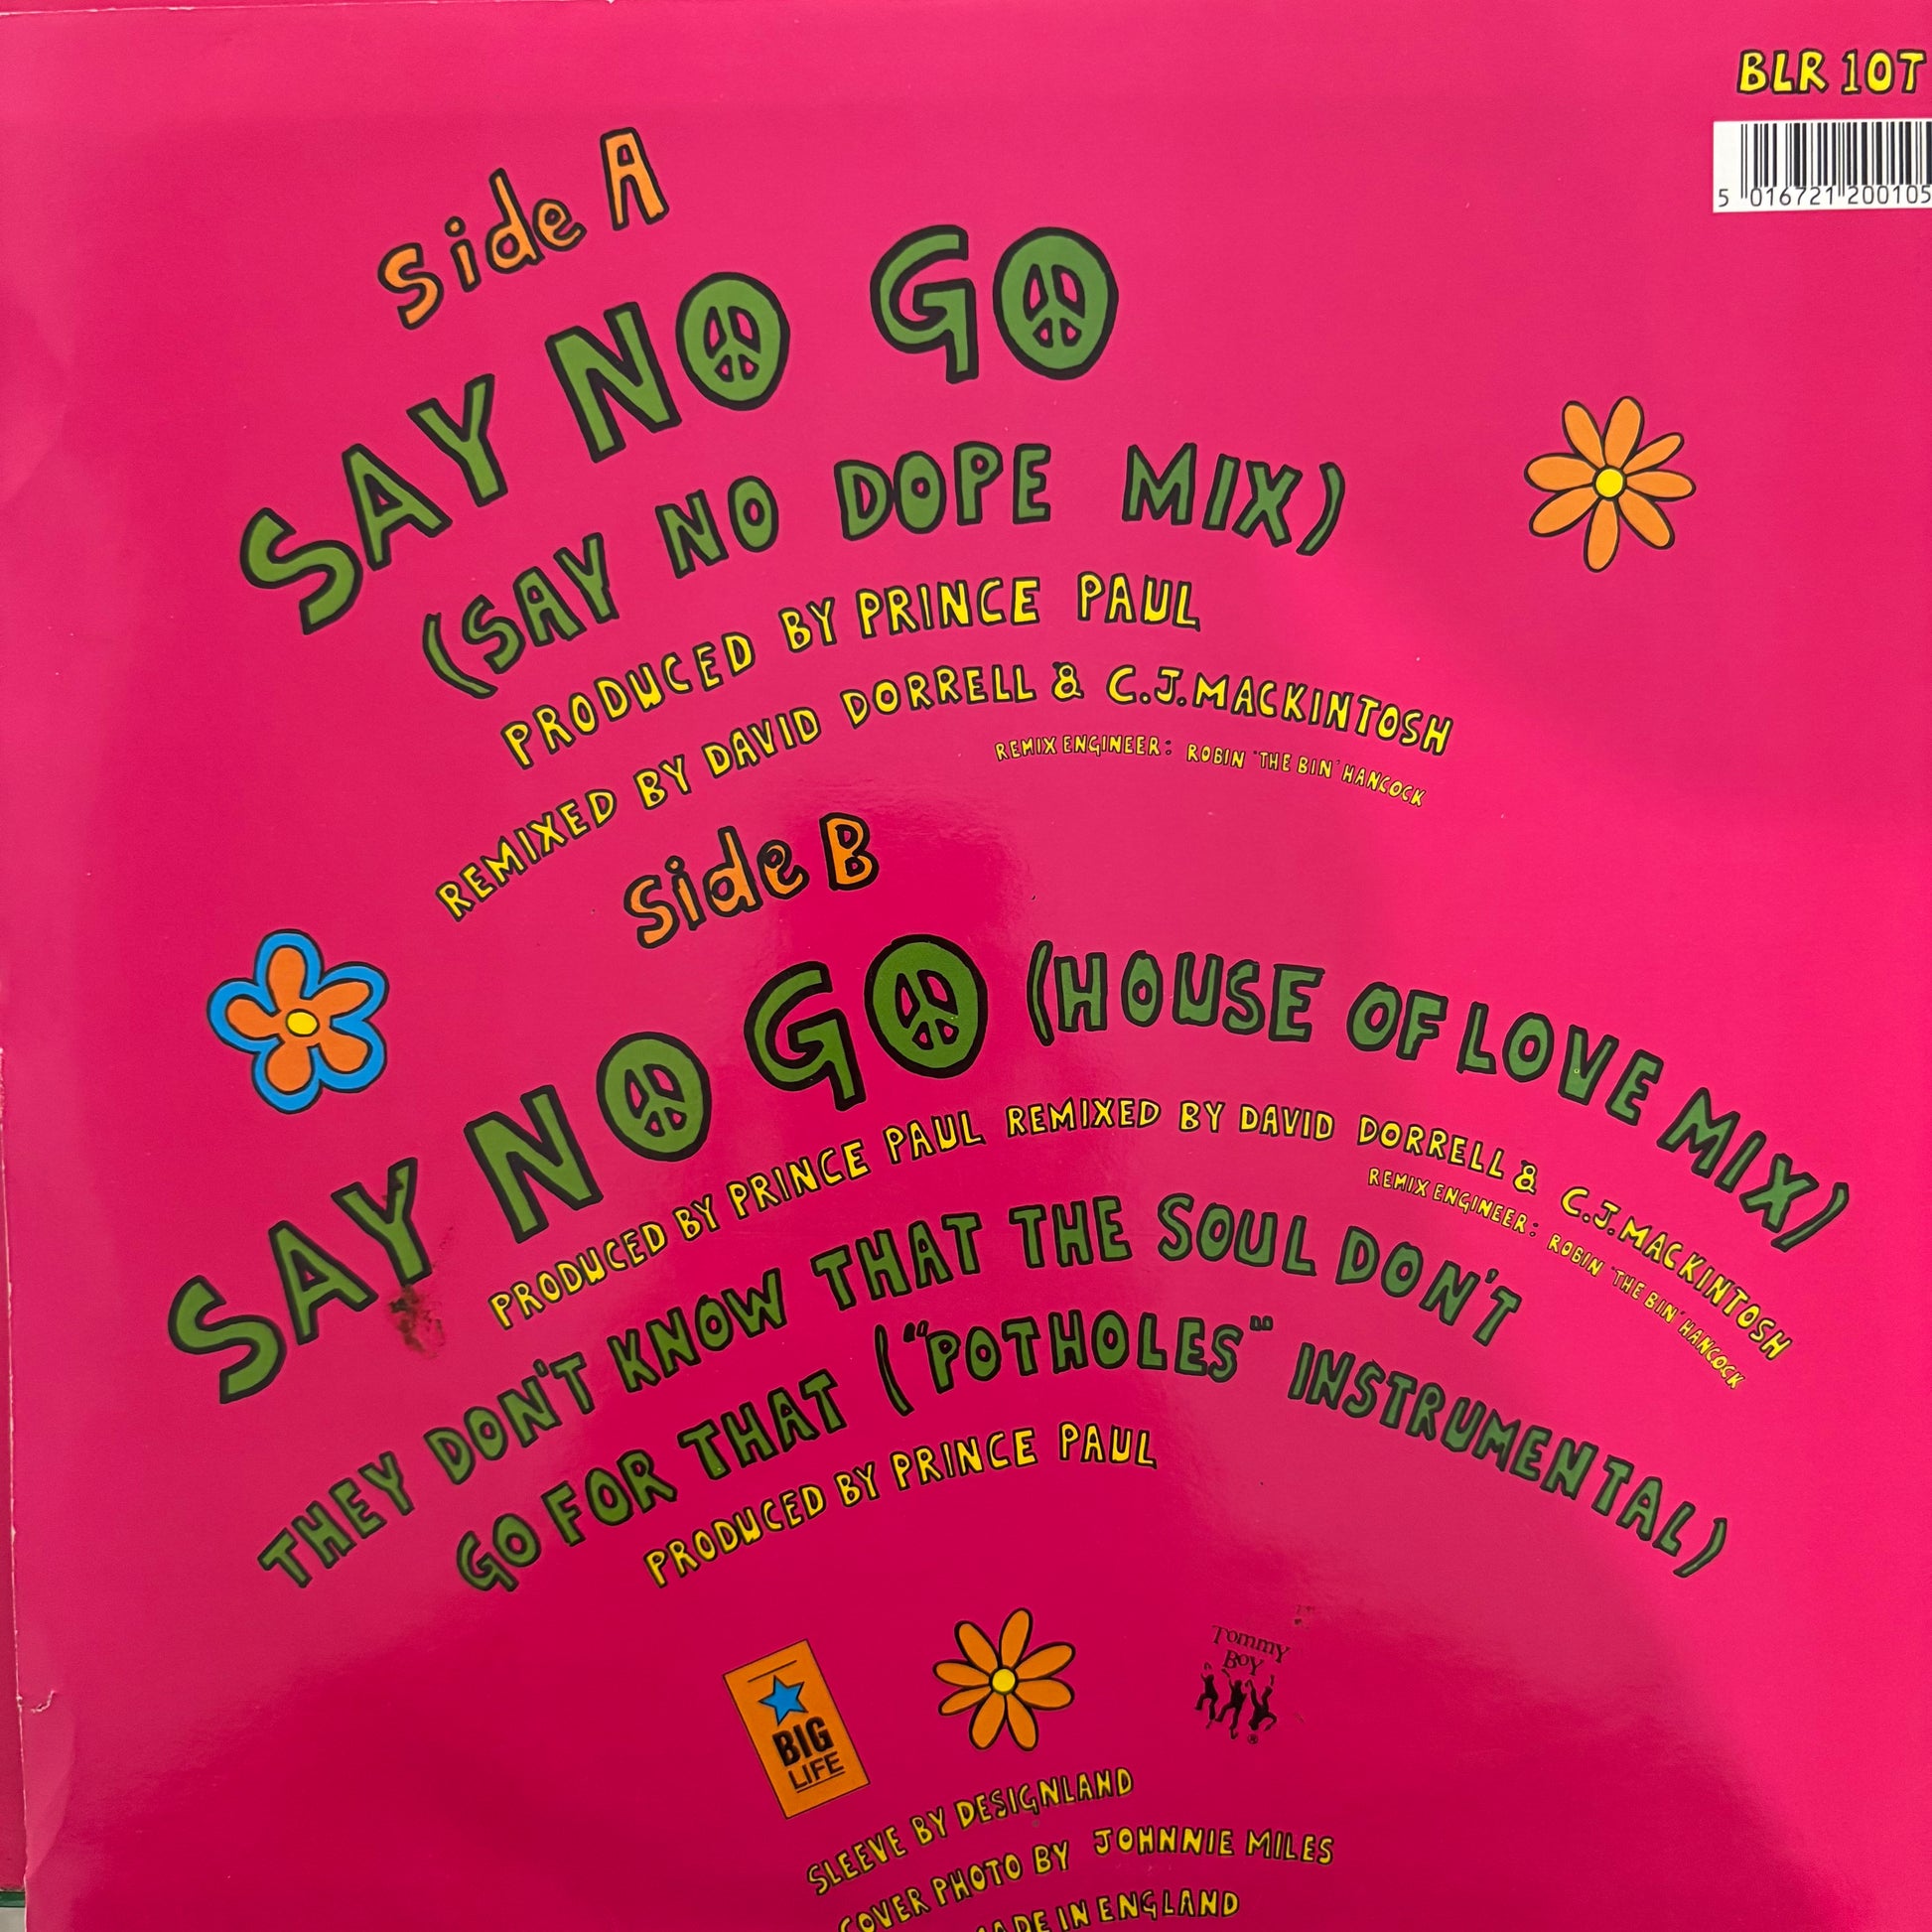 BLR 10T
5 016721 200105
Side A
SAY NO GO
(SAY NO DOPE MIX)
PRODUCED BY PRINCE PAUL
REMIXED BY DAVID DORRELL & C.J.MACKINTOSH
REMIX ENGINEER: ROBIN 'THE BIN' HANCOCK
Side B
SAY NO GO (HOUSE OF LOVE MIX)
PRODUCED BY PRINCE PAUL REMIXED BY DAVID DORRELL & C.J.MACKINTOSH
REMIX ENGINEER: ROBIN 'THE BIN' HANCOCK
THEY DON'T KNOW THAT THE SOUL DON'T
GO FOR THAT ("POTHOLES" INSTRUMENTAL)
PRODUCED BY PRINCE PAUL
BIG
LIFE
Tommy
Boy
®
SLEEVE BY DESIGNLAND
COVER PHOTO BY JOHNNIE MILES
MADE IN ENGLAND